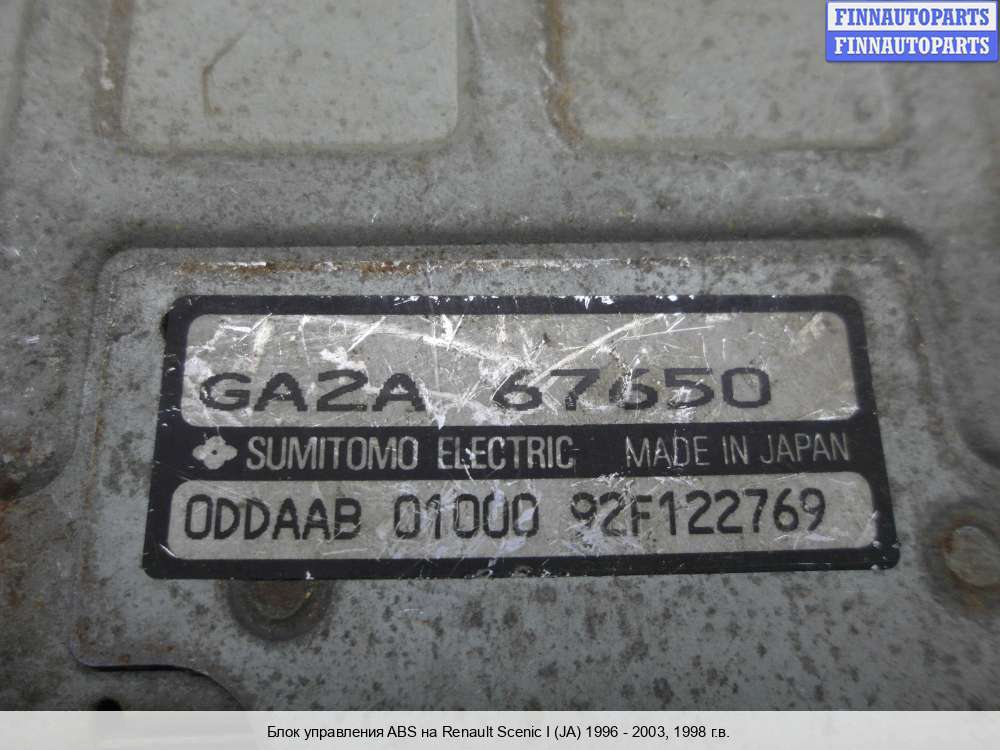 FINNAUTOPARTS
FINNAUTOPARTS
GA2A 67650
SUMITOMO ELECTRIC MADE IN JAPAN
0DDAAB 01000 92F122769
Блок управления ABS на Renault Scenic I (JA) 1996 - 2003, 1998 г.в.